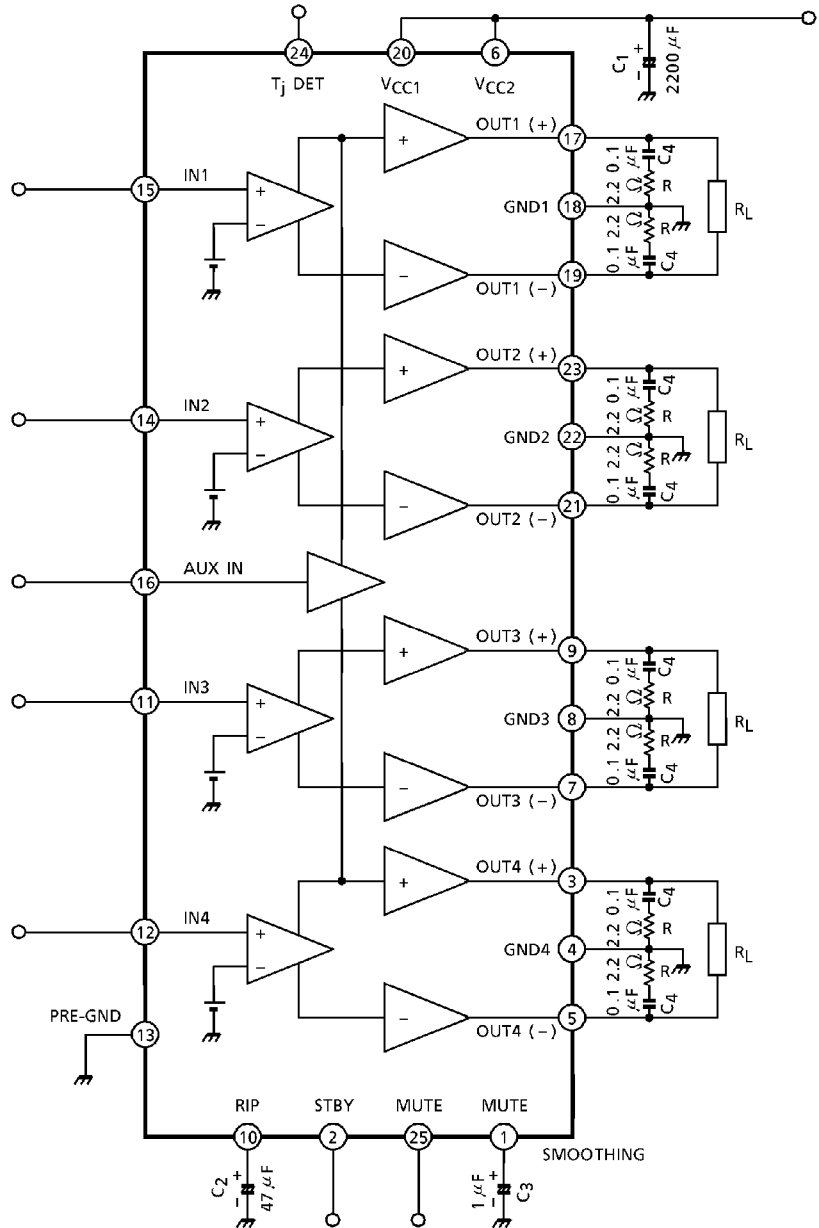 24 20 6
Tj DET VCC1 VCC2
C1 + − 2200 µF
+ OUT1 (+) 17
0.1 µF C4
2.2 Ω R
15 IN1 + −
GND1 18
RL
2.2 Ω R
0.1 µF C4
− OUT1 (−) 19
+ OUT2 (+) 23
0.1 µF C4
2.2 Ω R
14 IN2 + −
GND2 22
RL
2.2 Ω R
0.1 µF C4
− OUT2 (−) 21
16 AUX IN
+ OUT3 (+) 9
0.1 µF C4
2.2 Ω R
11 IN3 + −
GND3 8
RL
2.2 Ω R
0.1 µF C4
− OUT3 (−) 7
+ OUT4 (+) 3
0.1 µF C4
2.2 Ω R
12 IN4 + −
GND4 4
RL
2.2 Ω R
0.1 µF C4
− OUT4 (−) 5
PRE-GND
13
RIP STBY MUTE MUTE
10 2 25 1
SMOOTHING
C2 + − 47 µF
1 µF + − C3